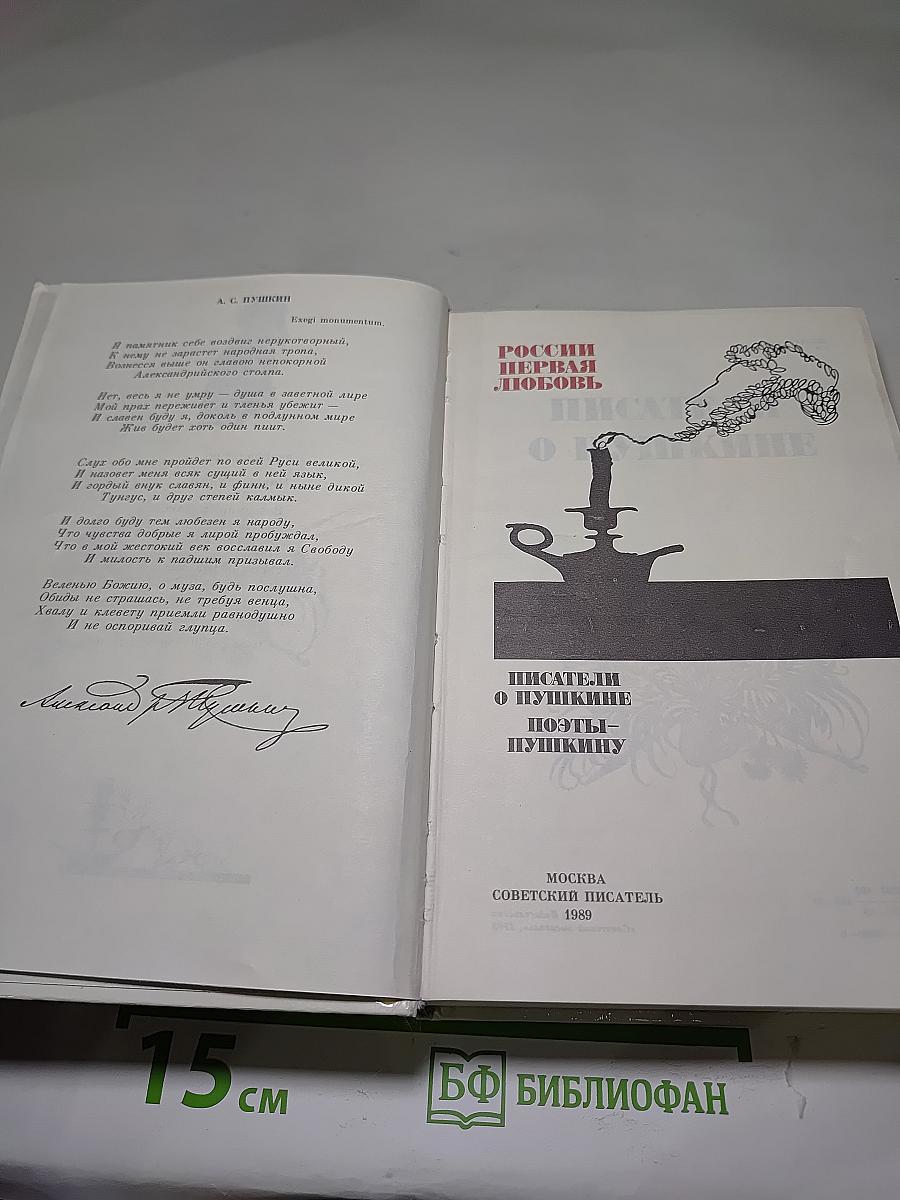 А. С. ПУШКИН
Exegi monumentum.
Я памятник себе воздвиг нерукотворный,
К нему не зарастет народная тропа,
Вознесся выше он главою непокорной
Александрийского столпа.
Нет, весь я не умру — душа в заветной лире
Мой прах переживет и тленья убежит —
И славен буду я, доколь в подлунном мире
Жив будет хоть один пиит.
Слух обо мне пройдет по всей Руси великой,
И назовет меня всяк сущий в ней язык,
И гордый внук славян, и финн, и ныне дикой
Тунгус, и друг степей калмык.
И долго буду тем любезен я народу,
Что чувства добрые я лирой пробуждал,
Что в мой жестокий век восславил я Свободу
И милость к падшим призывал.
Веленью Божию, о муза, будь послушна,
Обиды не страшась, не требуя венца,
Хвалу и клевету приемли равнодушно
И не оспоривай глупца.
Александр Пушкин
РОССИИ
ПЕРВАЯ
ЛЮБОВЬ
ПИСАТЕЛИ
О ПУШКИНЕ
ПОЭТЫ—
ПУШКИНУ
МОСКВА
СОВЕТСКИЙ ПИСАТЕЛЬ
1989
15 см
БФ БИБЛИОФАН